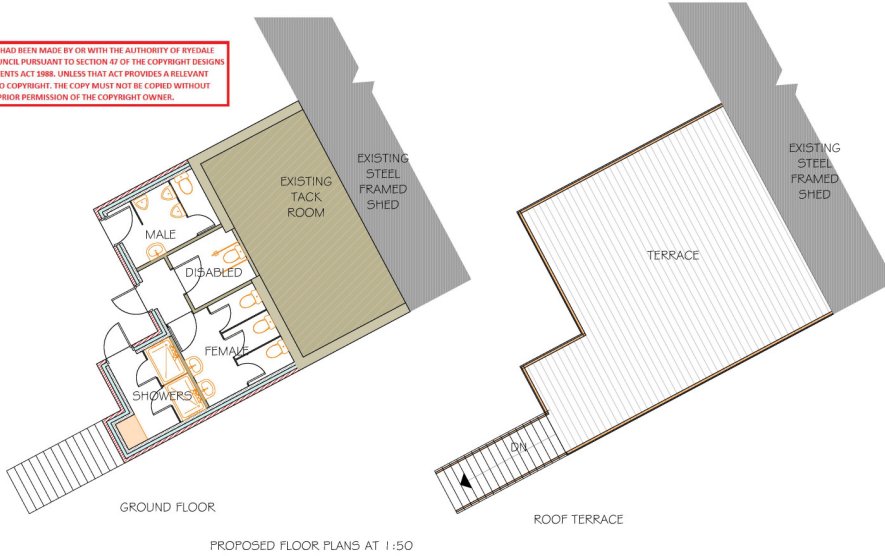 HAD BEEN MADE BY OR WITH THE AUTHORITY OF RYEDALE
UNCIL PURSUANT TO SECTION 47 OF THE COPYRIGHT DESIGNS
ENTS ACT 1988. UNLESS THAT ACT PROVIDES A RELEVANT
O COPYRIGHT. THE COPY MUST NOT BE COPIED WITHOUT
PRIOR PERMISSION OF THE COPYRIGHT OWNER.
EXISTING
STEEL
FRAMED
SHED
EXISTING
TACK
ROOM
MALE
DISABLED
FEMALE
SHOWERS
GROUND FLOOR
EXISTING
STEEL
FRAMED
SHED
TERRACE
DN
ROOF TERRACE
PROPOSED FLOOR PLANS AT 1:50